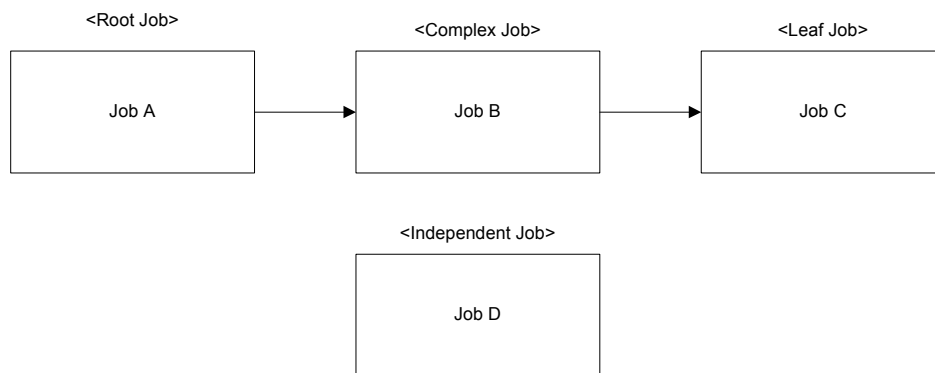 <Root Job>
<Complex Job>
<Leaf Job>
Job A
Job B
Job C
<Independent Job>
Job D